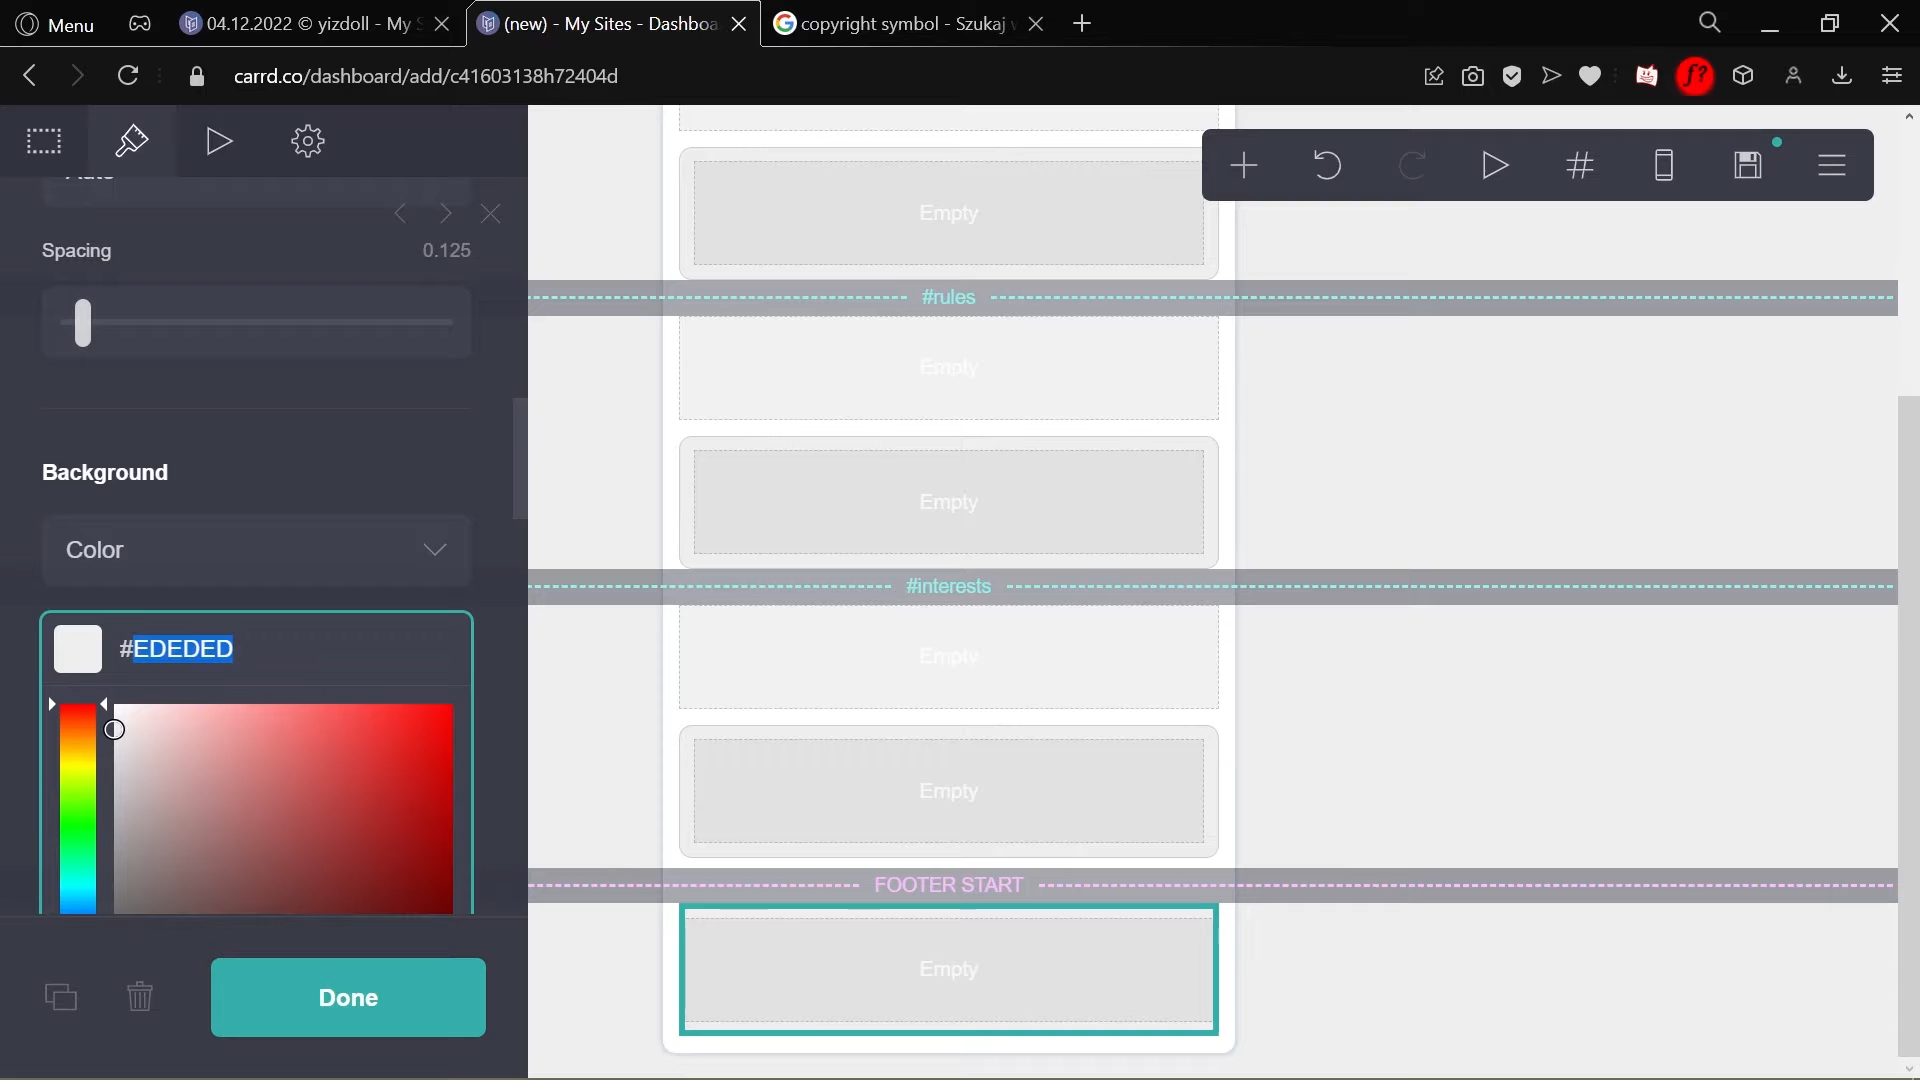 Menu
04.12.2022 © yizdoll - My S
(new) - My Sites - Dashboa
copyright symbol - Szukaj w
carrd.co/dashboard/add/c41603138h72404d
f?
Auto
Spacing
0.125
Background
Color
#EDEDED
Done
Empty
#rules
Empty
Empty
#interests
Empty
Empty
FOOTER START
Empty